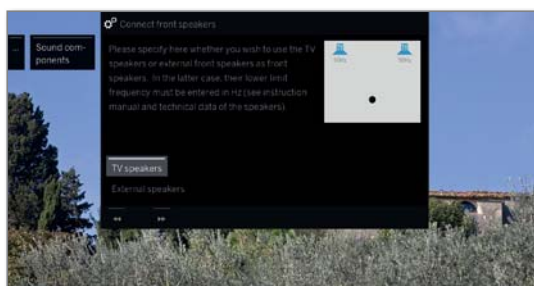 Connect front speakers
... Sound com-
ponents
Please specify here whether you wish to use the TV
speakers or external front speakers as front
speakers. In the latter case, their lower limit
frequency must be entered in Hz (see instruction
manual and technical data of the speakers).
TV speakers
External speakers